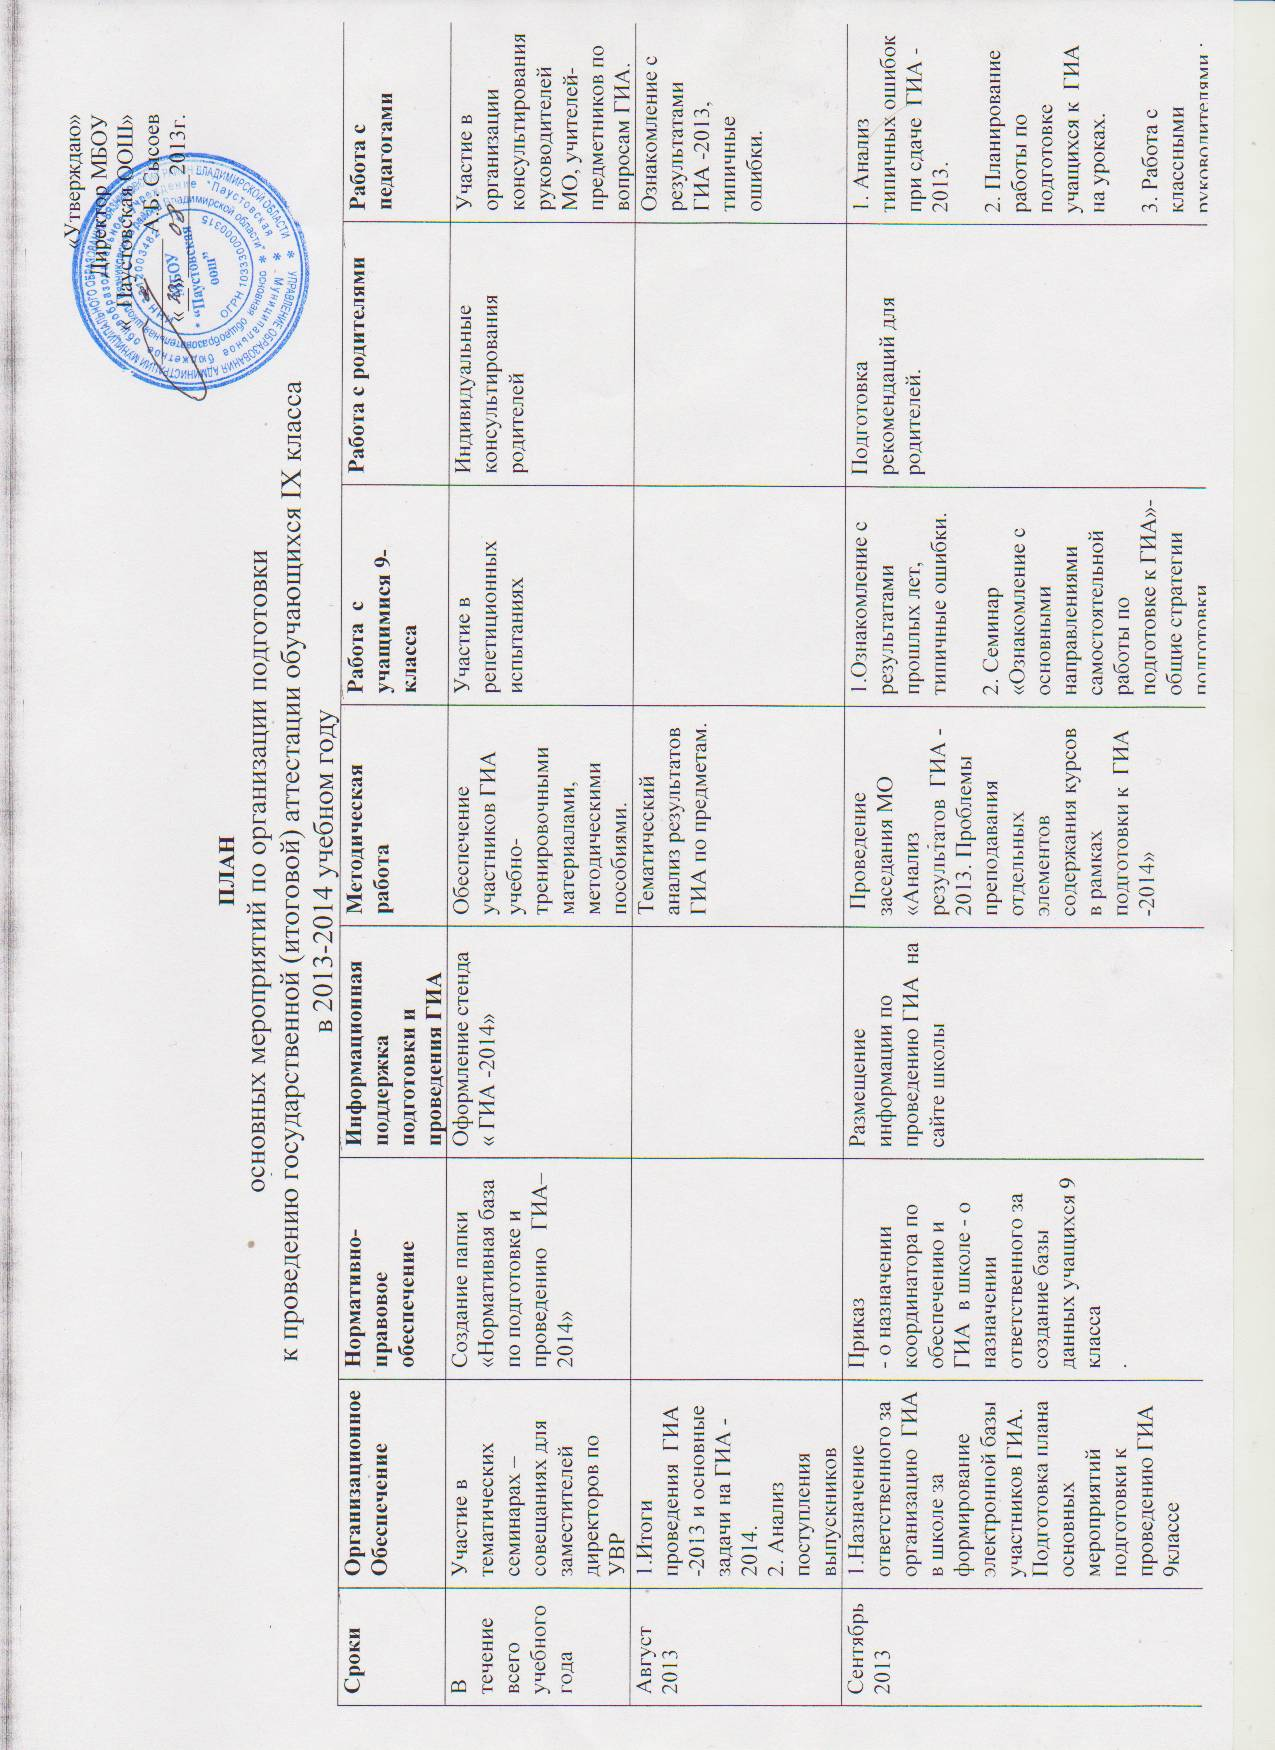 «Утверждаю»
Директор МБОУ
« Паустовская ООШ»
А.Б. Сысоев
2013г.
ПЛАН
основных мероприятий по организации подготовки
к проведению государственной (итоговой) аттестации обучающихся IX класса
в 2013-2014 учебном году
Сроки
Организационное
Обеспечение
Нормативно-
правовое
обеспечение
Информационная
поддержка
подготовки и
проведения ГИА
Методическая
работа
Работа с
учащимися 9-
класса
Работа с родителями
Работа с
педагогами
В
течение
всего
учебного
года
Участие в
тематических
семинарах –
совещаниях для
заместителей
директоров по
УВР
Создание папки
«Нормативная база
по подготовке и
проведению ГИА–
2014»
Оформление стенда
« ГИА -2014»
Обеспечение
участников ГИА
учебно-
тренировочными
материалами,
методическими
пособиями.
Участие в
репетиционных
испытаниях
Индивидуальные
консультирования
родителей
Участие в
организации
консультирования
руководителей
МО, учителей-
предметников по
вопросам ГИА.
Август
2013
1.Итоги
проведения ГИА
-2013 и основные
задачи на ГИА -
2014.
2. Анализ
поступления
выпускников
Тематический
анализ результатов
ГИА по предметам.
Ознакомление с
результатами
ГИА -2013,
типичные
ошибки.
Сентябрь
2013
1.Назначение
ответственного за
организацию ГИА
в школе за
формирование
электронной базы
участников ГИА.
Подготовка плана
основных
мероприятий
подготовки к
проведению ГИА
9классе
Приказ
- о назначении
координатора по
обеспечению и
ГИА в школе - о
назначении
ответственного за
создание базы
данных учащихся 9
класса
.
Размещение
информации по
проведению ГИА на
сайте школы
Проведение
заседания МО
«Анализ
результатов ГИА -
2013. Проблемы
преподавания
отдельных
элементов
содержания курсов
в рамках
подготовки к ГИА
-2014»
1.Ознакомление с
результатами
прошлых лет,
типичные ошибки.
2. Семинар
«Ознакомление с
основными
направлениями
самостоятельной
работы по
подготовке к ГИА»-
общие стратегии
подготовки
Подготовка
рекомендаций для
родителей.
1. Анализ
типичных ошибок
при сдаче ГИА -
2013.
2. Планирование
работы по
подготовке
учащихся к ГИА
на уроках.
3. Работа с
классными
руководителями
МБОУ
"Паустовская
ООШ"